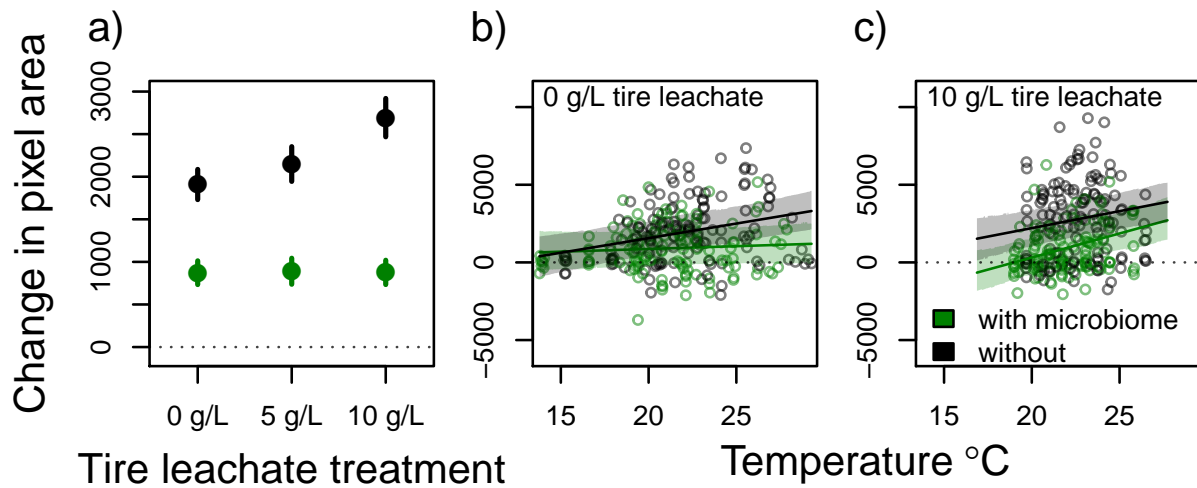 a)
b)
c)
Change in pixel area
3000
2000
1000
0
0 g/L
5 g/L
10 g/L
Tire leachate treatment
0 g/L tire leachate
5000
0
−5000
15
20
25
10 g/L tire leachate
5000
0
−5000
with microbiome
without
15
20
25
Temperature °C